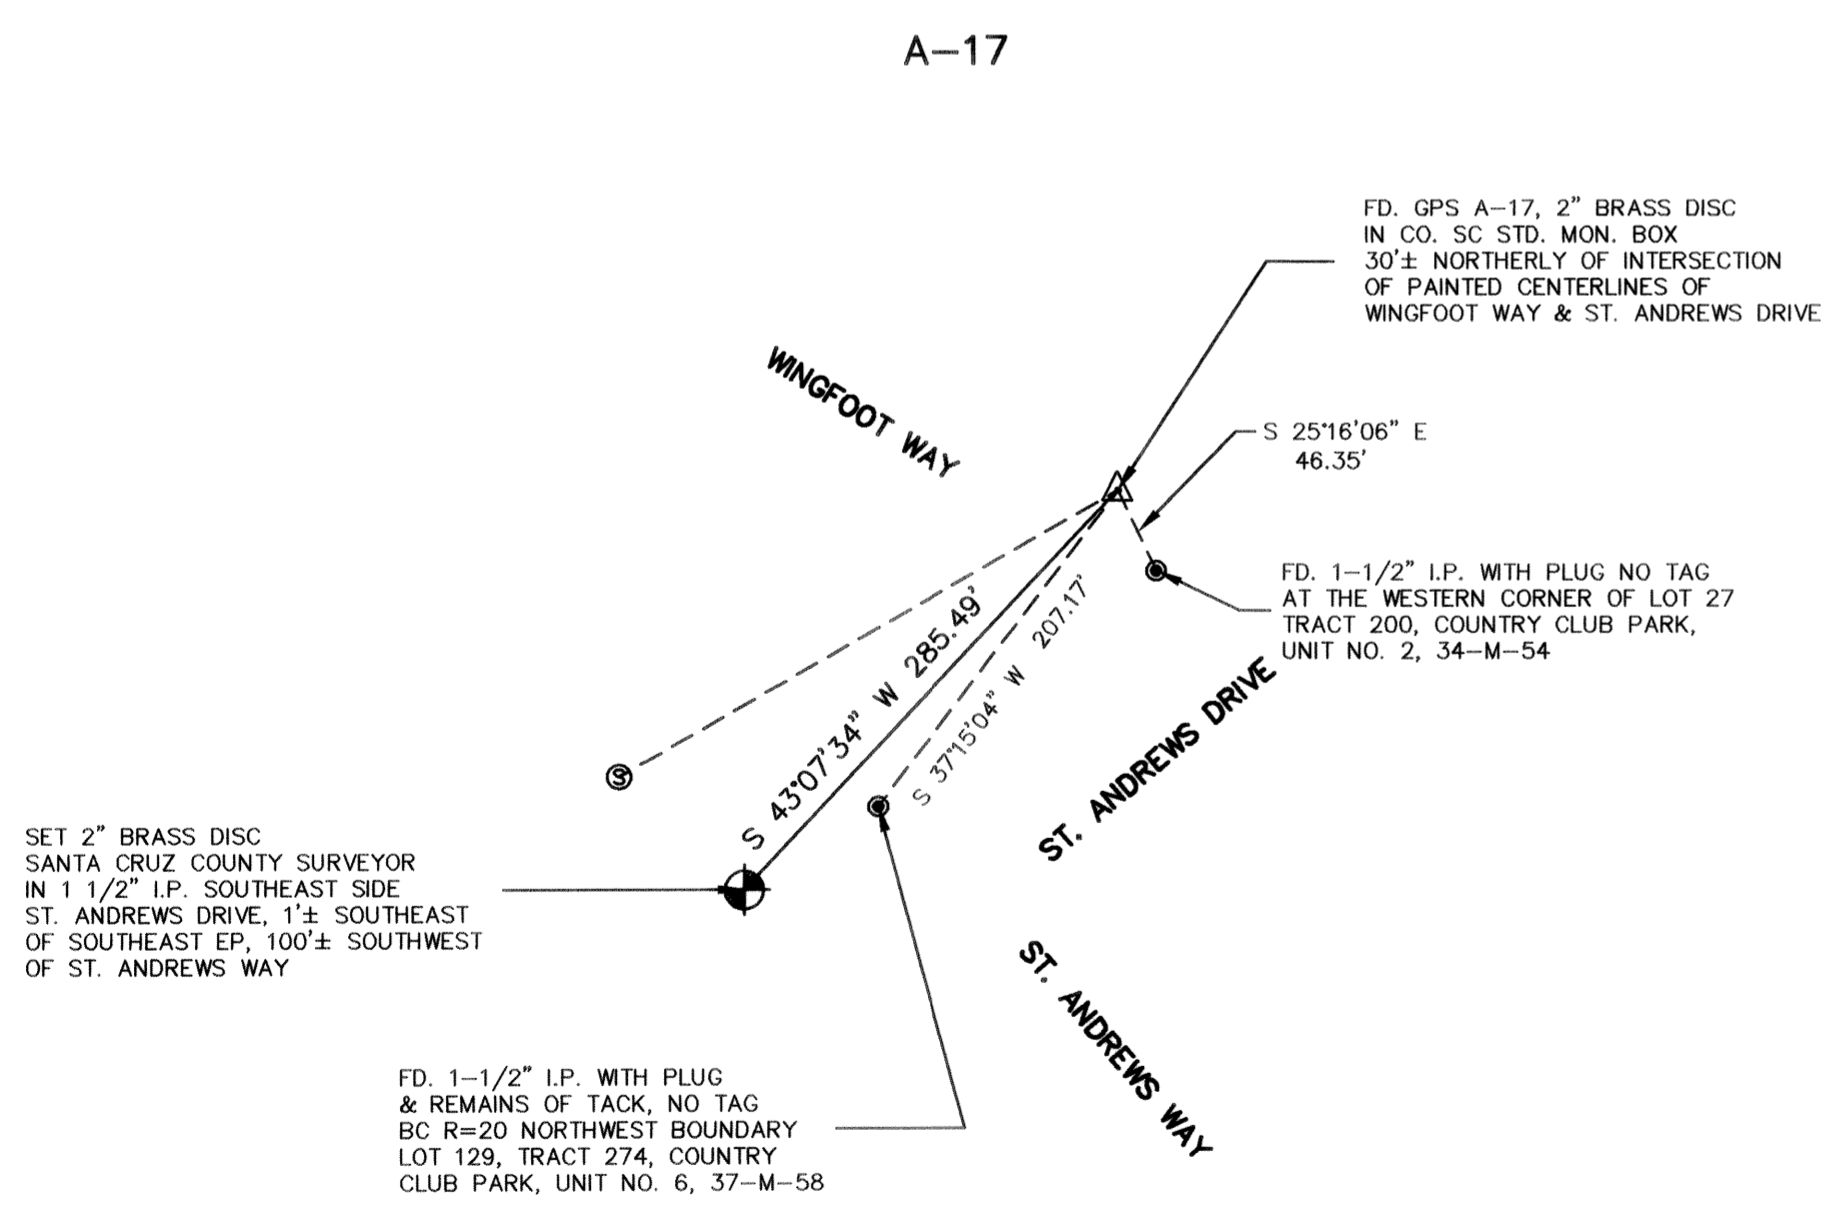 A-17
FD. GPS A-17, 2" BRASS DISC
IN CO. SC STD. MON. BOX
30'± NORTHERLY OF INTERSECTION
OF PAINTED CENTERLINES OF
WINGFOOT WAY & ST. ANDREWS DRIVE
WINGFOOT WAY
S 25°16'06" E
46.35'
FD. 1-1/2" I.P. WITH PLUG NO TAG
AT THE WESTERN CORNER OF LOT 27
TRACT 200, COUNTRY CLUB PARK,
UNIT NO. 2, 34-M-54
S 43°07'34" W 285.49'
S 37°15'04" W 207.17'
ST. ANDREWS DRIVE
S
SET 2" BRASS DISC
SANTA CRUZ COUNTY SURVEYOR
IN 1 1/2" I.P. SOUTHEAST SIDE
ST. ANDREWS DRIVE, 1'± SOUTHEAST
OF SOUTHEAST EP, 100'± SOUTHWEST
OF ST. ANDREWS WAY
ST. ANDREWS WAY
FD. 1-1/2" I.P. WITH PLUG
& REMAINS OF TACK, NO TAG
BC R=20 NORTHWEST BOUNDARY
LOT 129, TRACT 274, COUNTRY
CLUB PARK, UNIT NO. 6, 37-M-58